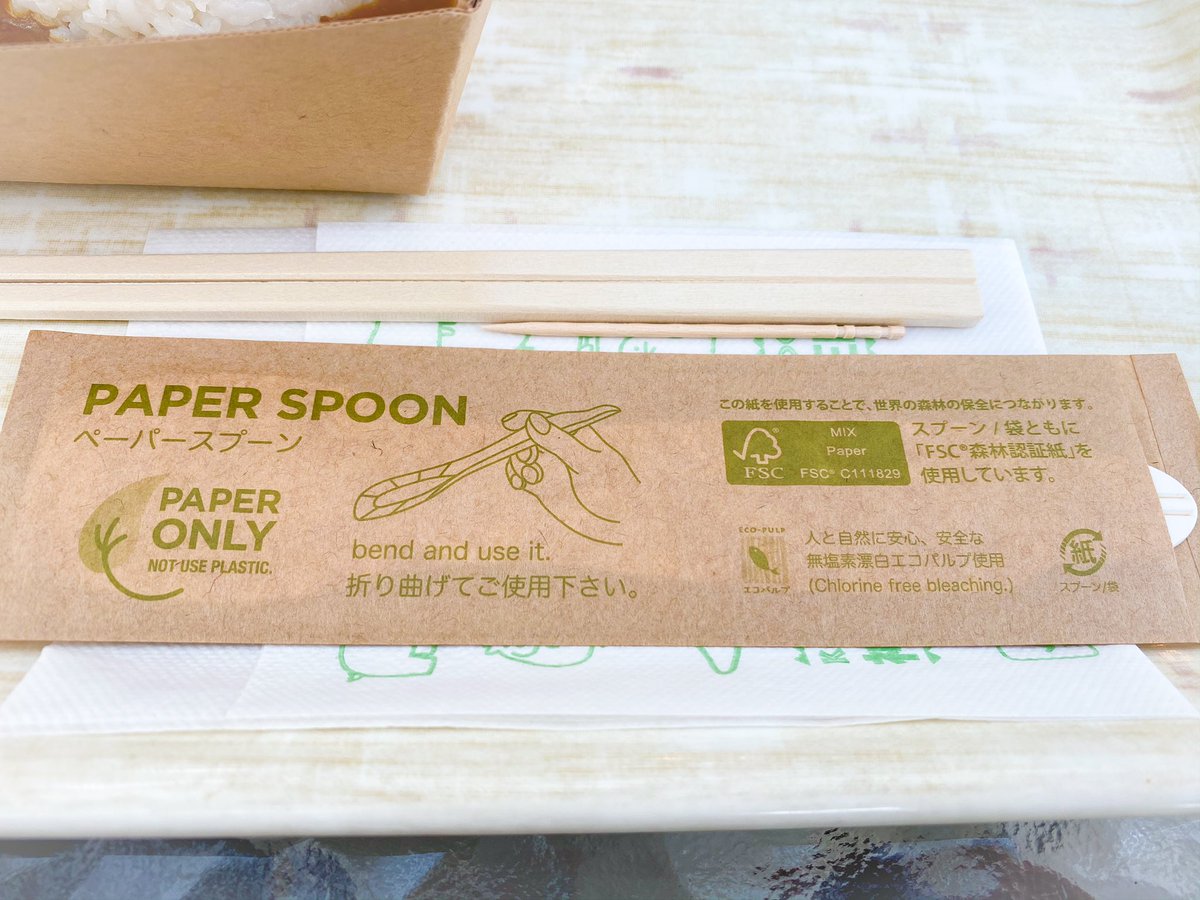 PAPER SPOON
ペーパースプーン
PAPER
ONLY
NOT USE PLASTIC.
bend and use it.
折り曲げてご使用下さい。
この紙を使用することで、世界の森林の保全につながります。
FSC
MIX
Paper
FSC® C111829
スプーン / 袋ともに
「FSC®森林認証紙」を
使用しています。
ECO-PULP
エコパルプ
人と自然に安心、安全な
無塩素漂白エコパルプ使用
(Chlorine free bleaching.)
紙
スプーン/袋